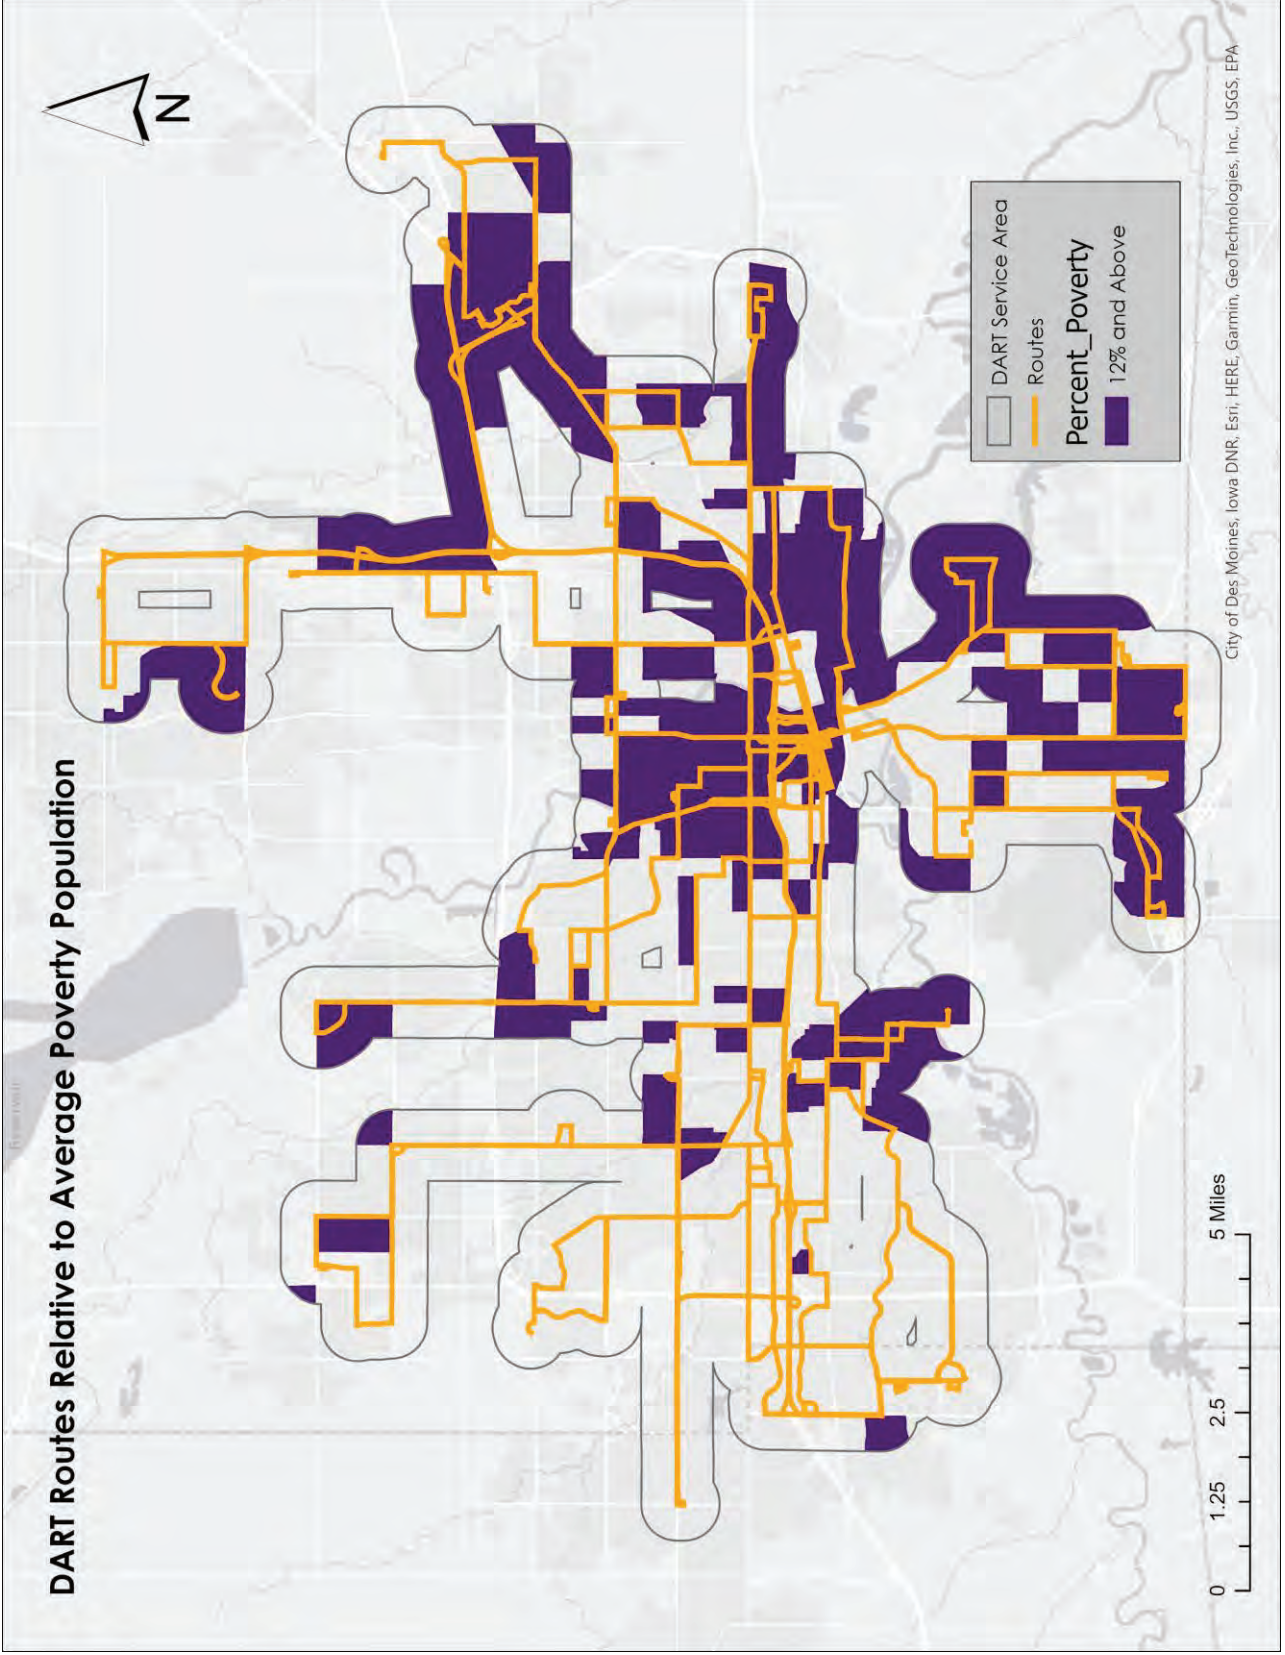 DART Routes Relative to Average Poverty Population
N
Reservoir
DART Service Area
Routes
Percent_Poverty
12% and Above
0 1.25 2.5 5 Miles
City of Des Moines, Iowa DNR, Esri, HERE, Garmin, GeoTechnologies, Inc., USGS, EPA